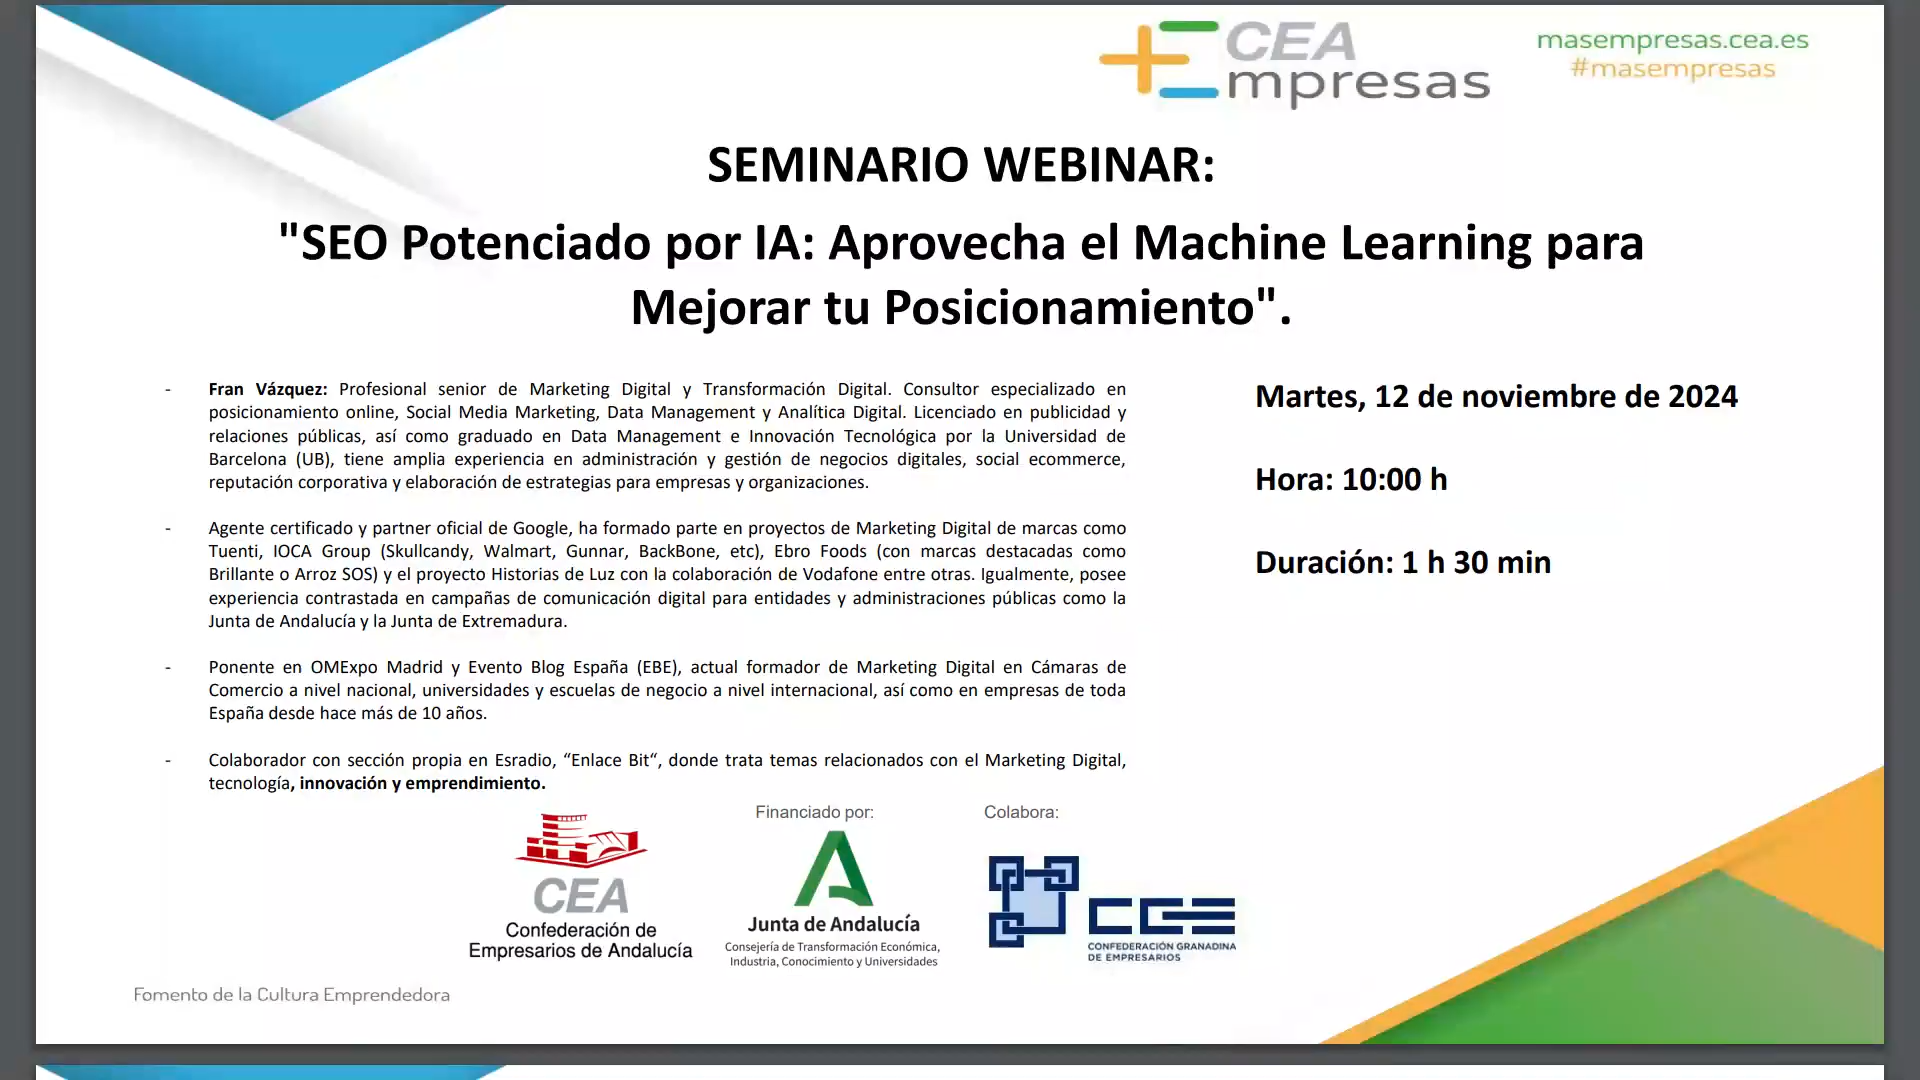 CEA
Empresas
masempresas.cea.es
#masempresas
SEMINARIO WEBINAR:
"SEO Potenciado por IA: Aprovecha el Machine Learning para
Mejorar tu Posicionamiento".
- Fran Vázquez: Profesional senior de Marketing Digital y Transformación Digital. Consultor especializado en
posicionamiento online, Social Media Marketing, Data Management y Analítica Digital. Licenciado en publicidad y
relaciones públicas, así como graduado en Data Management e Innovación Tecnológica por la Universidad de
Barcelona (UB), tiene amplia experiencia en administración y gestión de negocios digitales, social ecommerce,
reputación corporativa y elaboración de estrategias para empresas y organizaciones.
- Agente certificado y partner oficial de Google, ha formado parte en proyectos de Marketing Digital de marcas como
Tuenti, IOCA Group (Skullcandy, Walmart, Gunnar, BackBone, etc), Ebro Foods (con marcas destacadas como
Brillante o Arroz SOS) y el proyecto Historias de Luz con la colaboración de Vodafone entre otras. Igualmente, posee
experiencia contrastada en campañas de comunicación digital para entidades y administraciones públicas como la
Junta de Andalucía y la Junta de Extremadura.
- Ponente en OMExpo Madrid y Evento Blog España (EBE), actual formador de Marketing Digital en Cámaras de
Comercio a nivel nacional, universidades y escuelas de negocio a nivel internacional, así como en empresas de toda
España desde hace más de 10 años.
- Colaborador con sección propia en Esradio, “Enlace Bit“, donde trata temas relacionados con el Marketing Digital,
tecnología, innovación y emprendimiento.
Martes, 12 de noviembre de 2024
Hora: 10:00 h
Duración: 1 h 30 min
CEA
Confederación de
Empresarios de Andalucía
Financiado por:
Junta de Andalucía
Consejería de Transformación Económica,
Industria, Conocimiento y Universidades
Colabora:
CGE
CONFEDERACIÓN GRANADINA
DE EMPRESARIOS
Fomento de la Cultura Emprendedora